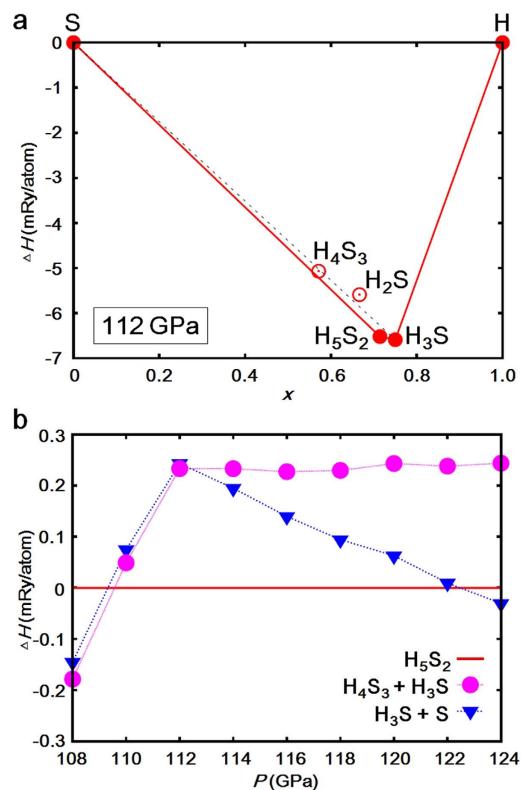 a
S H
0
-1
-2
-3
-4
-5
-6
-7
△H(mRy/atom)
H₄S₃
H₂S
H₅S₂ H₃S
112 GPa
0 0.2 0.4 0.6 0.8 1.0
x
b
0.3
0.2
0.1
0
-0.1
-0.2
-0.3
△H(mRy/atom)
H₅S₂
H₄S₃ + H₃S
H₃S + S
108 110 112 114 116 118 120 122 124
P(GPa)